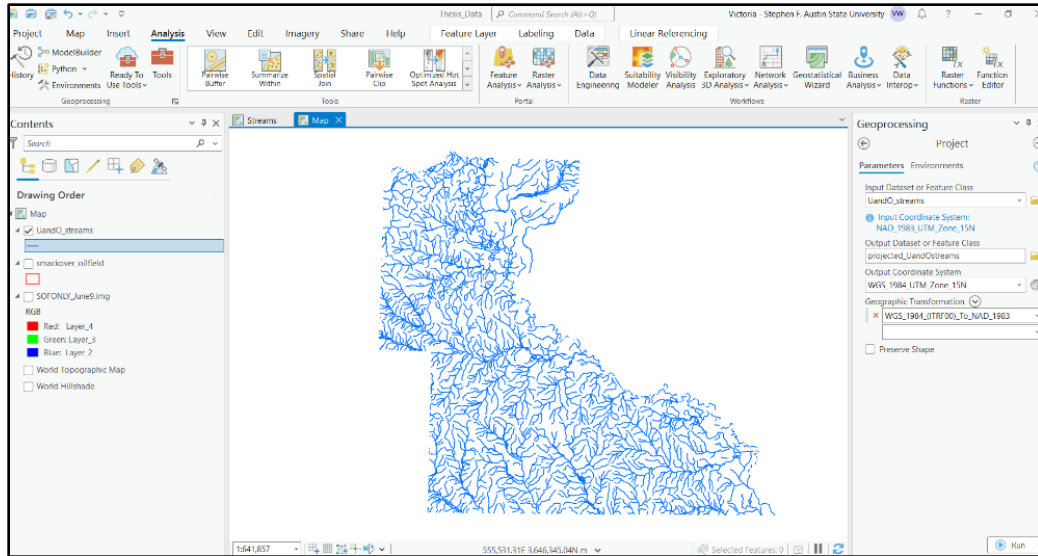 Thesis_Data
Command Search (Alt+Q)
Victoria - Stephen F. Austin State University
VW
?
Project Map Insert Analysis View Edit Imagery Share Help Feature Layer Labeling Data Linear Referencing
History
ModelBuilder
Python
Environments
Ready To Use Tools
Tools
Pairwise Buffer
Summarize Within
Spatial Join
Pairwise Clip
Optimized Hot Spot Analysis
Feature Analysis
Raster Analysis
Data Engineering
Suitability Modeler
Visibility Analysis
Exploratory 3D Analysis
Network Analysis
Geostatistical Wizard
Business Analysis
Data Interop
Raster Functions
Function Editor
Geoprocessing Tools Portal Workflows Raster
Contents
Search
Drawing Order
Map
UandO_streams
smackover_oilfield
SOFONLY_June9.img
RGB
Red: Layer_4
Green: Layer_3
Blue: Layer_2
World Topographic Map
World Hillshade
Streams
Map
1:641,857
555,531.31E 3,646,345.04N m
Selected Features: 0
Geoprocessing
Project
Parameters Environments
Input Dataset or Feature Class
UandO_streams
Input Coordinate System:
NAD_1983_UTM_Zone_15N
Output Dataset or Feature Class
projected_UandOstreams
Output Coordinate System
WGS_1984_UTM_Zone_15N
Geographic Transformation
WGS_1984_(ITRF00)_To_NAD_1983
Preserve Shape
Run